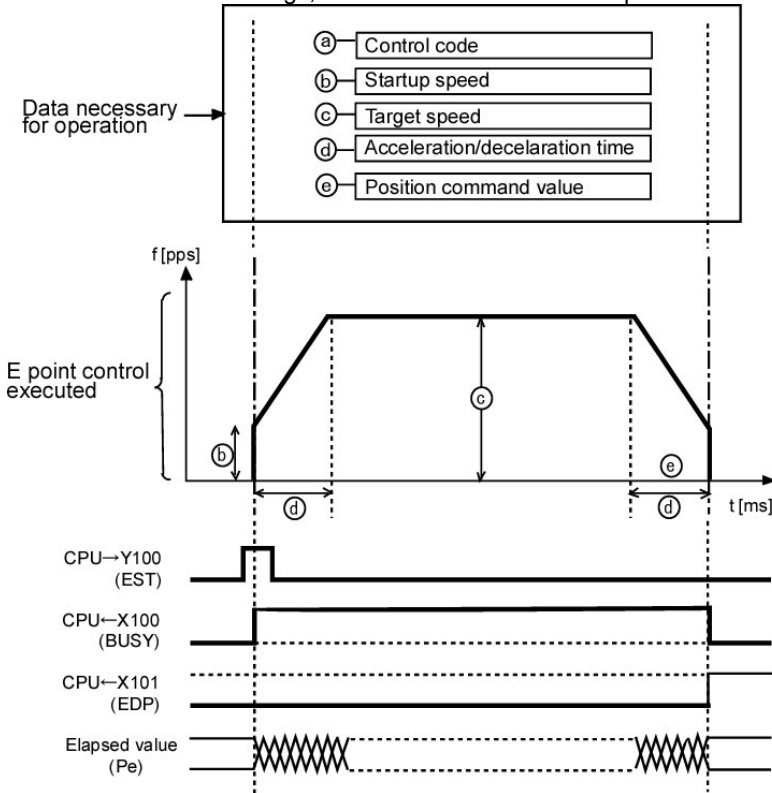 ⓐ Control code
ⓑ Startup speed
ⓒ Target speed
ⓓ Acceleration/decelaration time
ⓔ Position command value
Data necessary
for operation
f [pps]
E point control
executed
ⓑ
ⓒ
ⓔ
ⓓ
ⓓ
t [ms]
CPU→Y100
(EST)
CPU←X100
(BUSY)
CPU←X101
(EDP)
Elapsed value
(Pe)